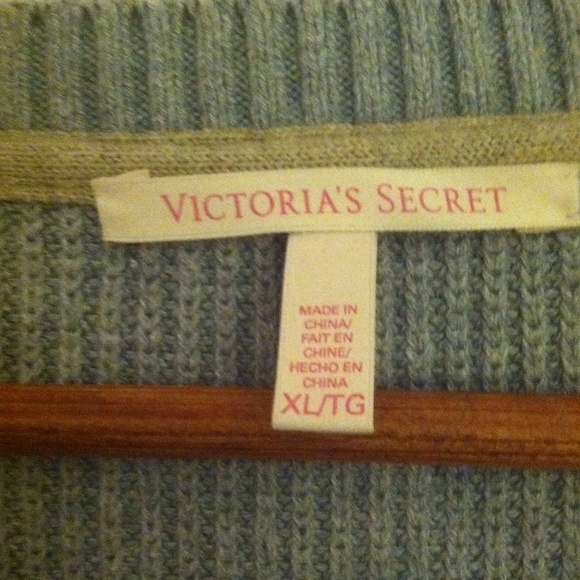 VICTORIA'S SECRET
MADE IN
CHINA/
FAIT EN
CHINE/
HECHO EN
CHINA
XL/TG